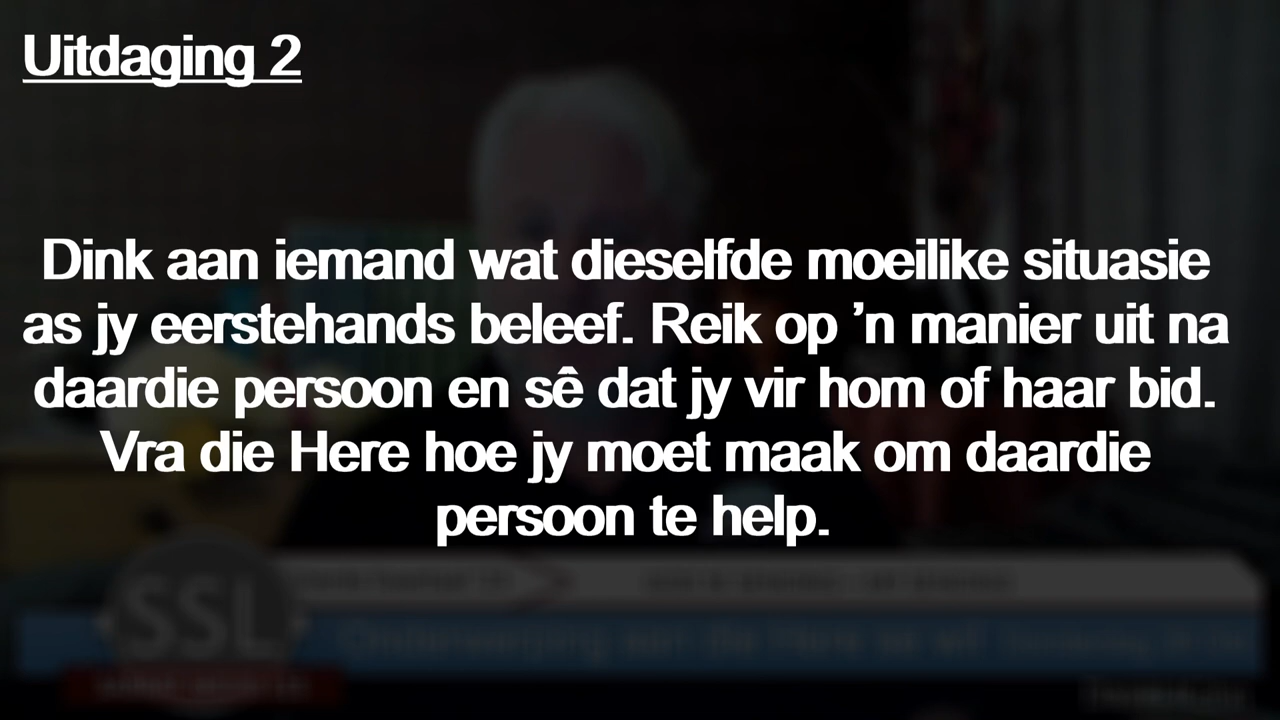 Uitdaging 2
Dink aan iemand wat dieselfde moeilike situasie
as jy eerstehands beleef. Reik op ’n manier uit na
daardie persoon en sê dat jy vir hom of haar bid.
Vra die Here hoe jy moet maak om daardie
persoon te help.
SSL